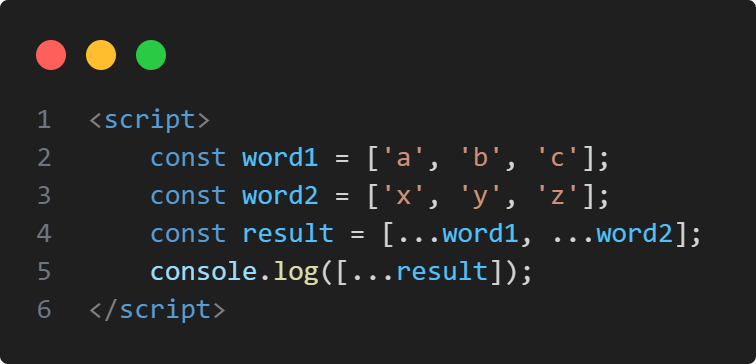 1 <script>
2 const word1 = ['a', 'b', 'c'];
3 const word2 = ['x', 'y', 'z'];
4 const result = [...word1, ...word2];
5 console.log([...result]);
6 </script>